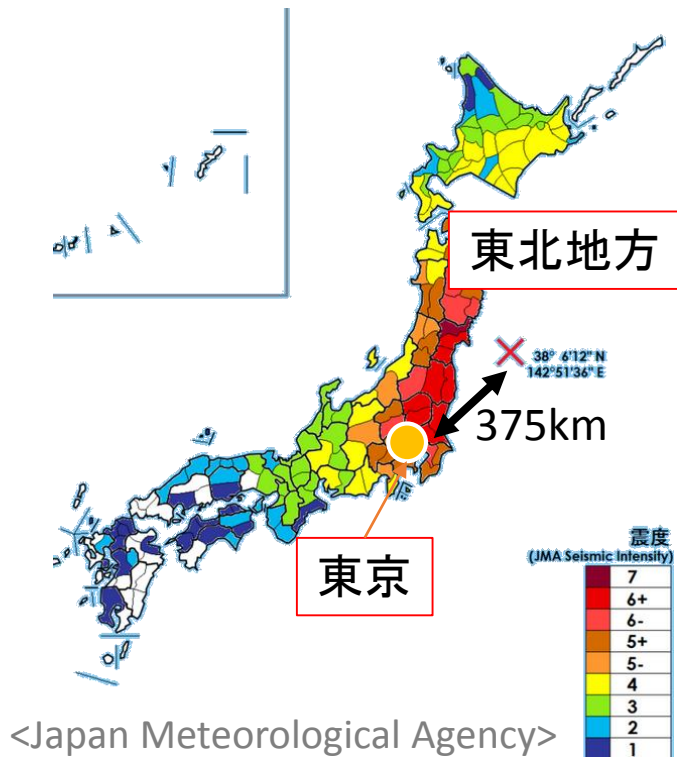 東北地方
38° 6'12" N
142°51'36" E
375km
東京
震度
(JMA Seismic Intensity)
7
6+
6-
5+
5-
4
3
2
1
<Japan Meteorological Agency>